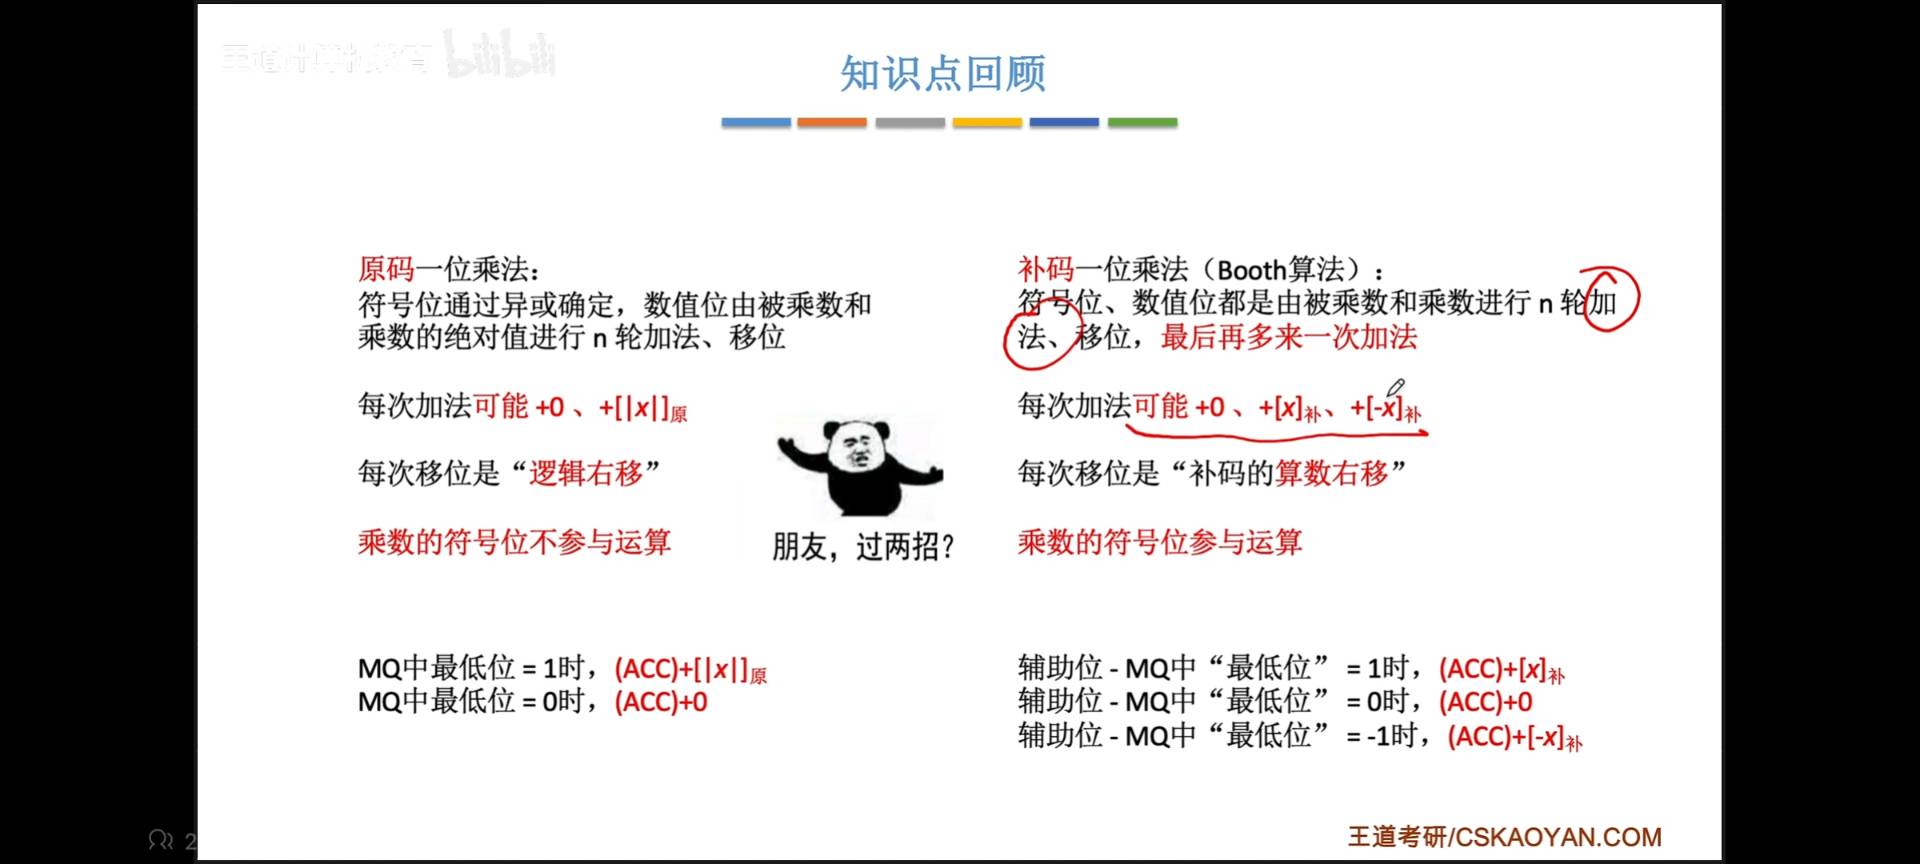 王道计算机教育 bilibili
知识点回顾
原码一位乘法：
符号位通过异或确定，数值位由被乘数和
乘数的绝对值进行 n 轮加法、移位
每次加法可能 +0 、+[|x|]原
每次移位是“逻辑右移”
乘数的符号位不参与运算
MQ中最低位 = 1时，(ACC)+[|x|]原
MQ中最低位 = 0时，(ACC)+0
朋友，过两招？
补码一位乘法（Booth算法）：
符号位、数值位都是由被乘数和乘数进行 n 轮加
法、移位，最后再多来一次加法
每次加法可能 +0 、+[x]补、+[-x]补
每次移位是“补码的算数右移”
乘数的符号位参与运算
辅助位 - MQ中“最低位” = 1时，(ACC)+[x]补
辅助位 - MQ中“最低位” = 0时，(ACC)+0
辅助位 - MQ中“最低位” = -1时，(ACC)+[-x]补
2
王道考研/CSKAOYAN.COM